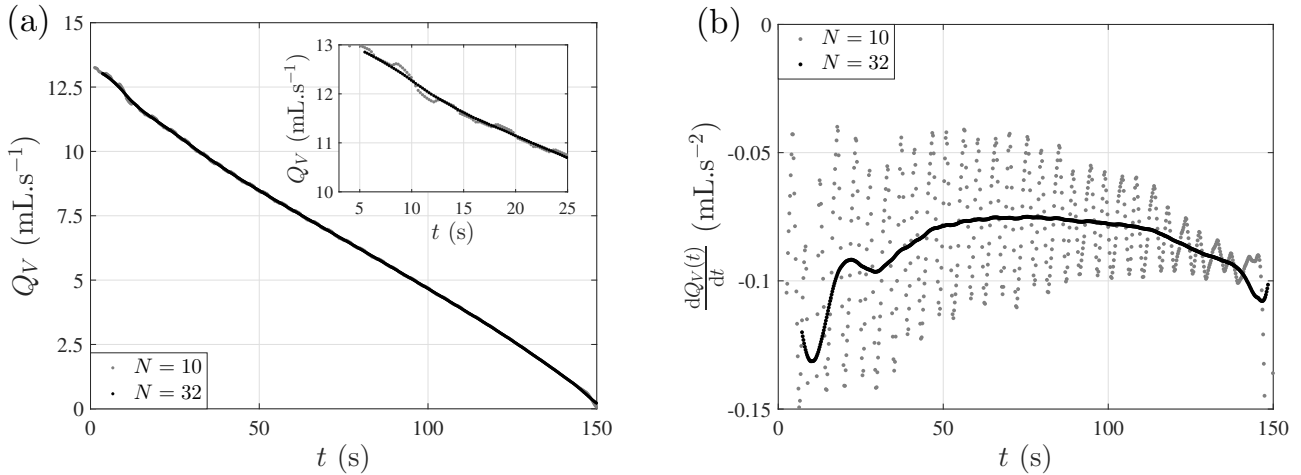 (a)
15
12.5
10
7.5
5
2.5
0
Q_V (mL.s⁻¹)
0 50 100 150
t (s)
N = 10
N = 32
13
12
11
10
Q_V (mL.s⁻¹)
5 10 15 20 25
t (s)
(b)
0
-0.05
-0.1
-0.15
dQ_V(t)/dt (mL.s⁻²)
N = 10
N = 32
0 50 100 150
t (s)